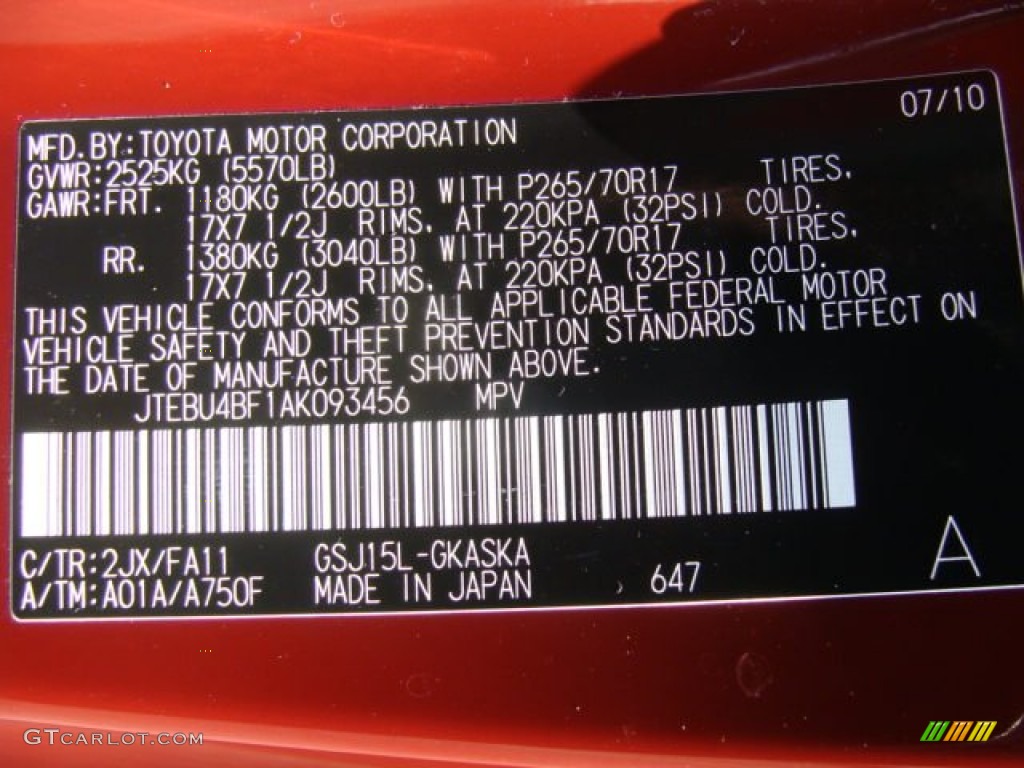 07/10
MFD.BY:TOYOTA MOTOR CORPORATION
GVWR:2525KG (5570LB)
GAWR:FRT. 1180KG (2600LB) WITH P265/70R17 TIRES,
17X7 1/2J RIMS, AT 220KPA (32PSI) COLD.
RR. 1380KG (3040LB) WITH P265/70R17 TIRES,
17X7 1/2J RIMS, AT 220KPA (32PSI) COLD.
THIS VEHICLE CONFORMS TO ALL APPLICABLE FEDERAL MOTOR
VEHICLE SAFETY AND THEFT PREVENTION STANDARDS IN EFFECT ON
THE DATE OF MANUFACTURE SHOWN ABOVE.
JTEBU4BF1AK093456 MPV
C/TR:2JX/FA11 GSJ15L-GKASKA
A/TM:A01A/A750F MADE IN JAPAN 647 A
GTCARLOT.COM